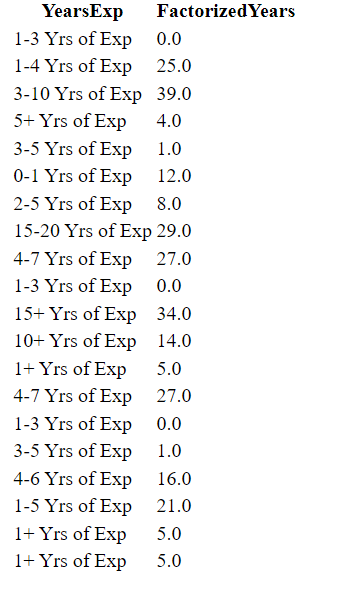 YearsExp FactorizedYears
1-3 Yrs of Exp 0.0
1-4 Yrs of Exp 25.0
3-10 Yrs of Exp 39.0
5+ Yrs of Exp 4.0
3-5 Yrs of Exp 1.0
0-1 Yrs of Exp 12.0
2-5 Yrs of Exp 8.0
15-20 Yrs of Exp 29.0
4-7 Yrs of Exp 27.0
1-3 Yrs of Exp 0.0
15+ Yrs of Exp 34.0
10+ Yrs of Exp 14.0
1+ Yrs of Exp 5.0
4-7 Yrs of Exp 27.0
1-3 Yrs of Exp 0.0
3-5 Yrs of Exp 1.0
4-6 Yrs of Exp 16.0
1-5 Yrs of Exp 21.0
1+ Yrs of Exp 5.0
1+ Yrs of Exp 5.0